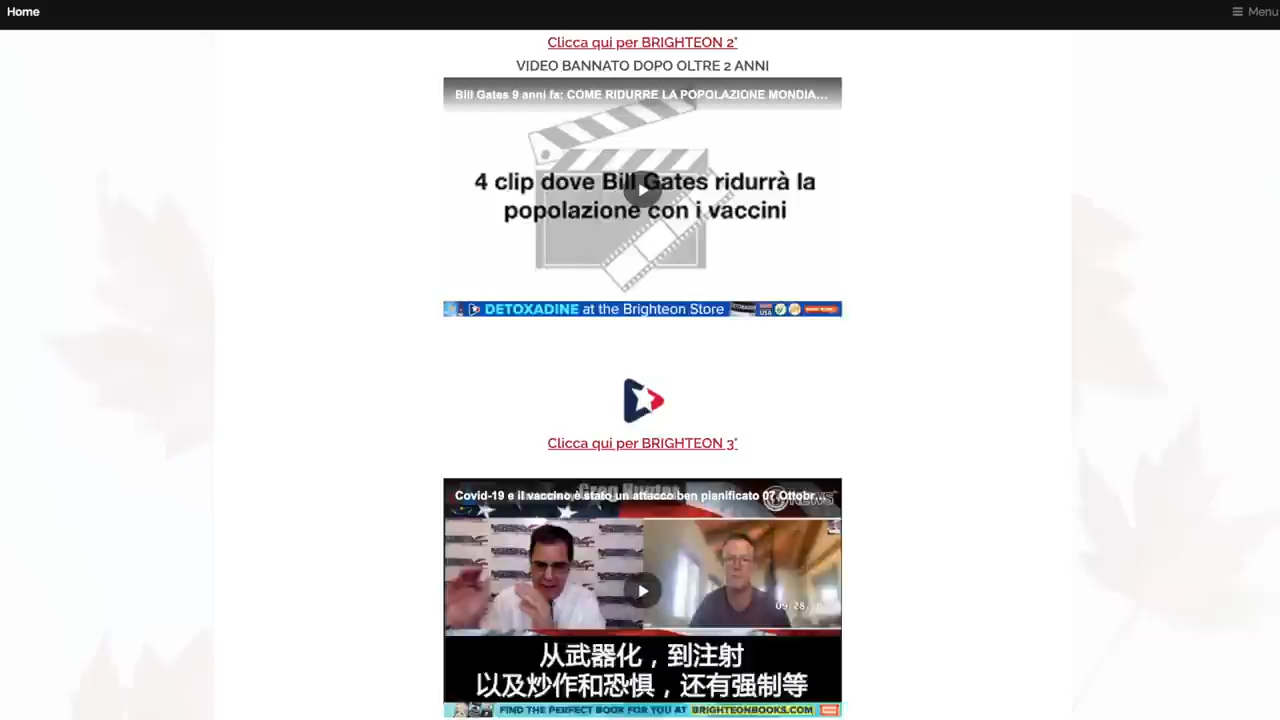 Home
Menu
Clicca qui per BRIGHTEON 2°
VIDEO BANNATO DOPO OLTRE 2 ANNI
Bill Gates 9 anni fa: COME RIDURRE LA POPOLAZIONE MONDIA...
4 clip dove Bill Gates ridurrà la
popolazione con i vaccini
DETOXADINE at the Brighteon Store
USA
Clicca qui per BRIGHTEON 3°
Covid-19 e il vaccino è stato un attacco ben pianificato 07 Ottobr...
NEWS
09/28/
从武器化，到注射
以及炒作和恐惧，还有强制等
FIND THE PERFECT BOOK FOR YOU AT BRIGHTEONBOOKS.COM